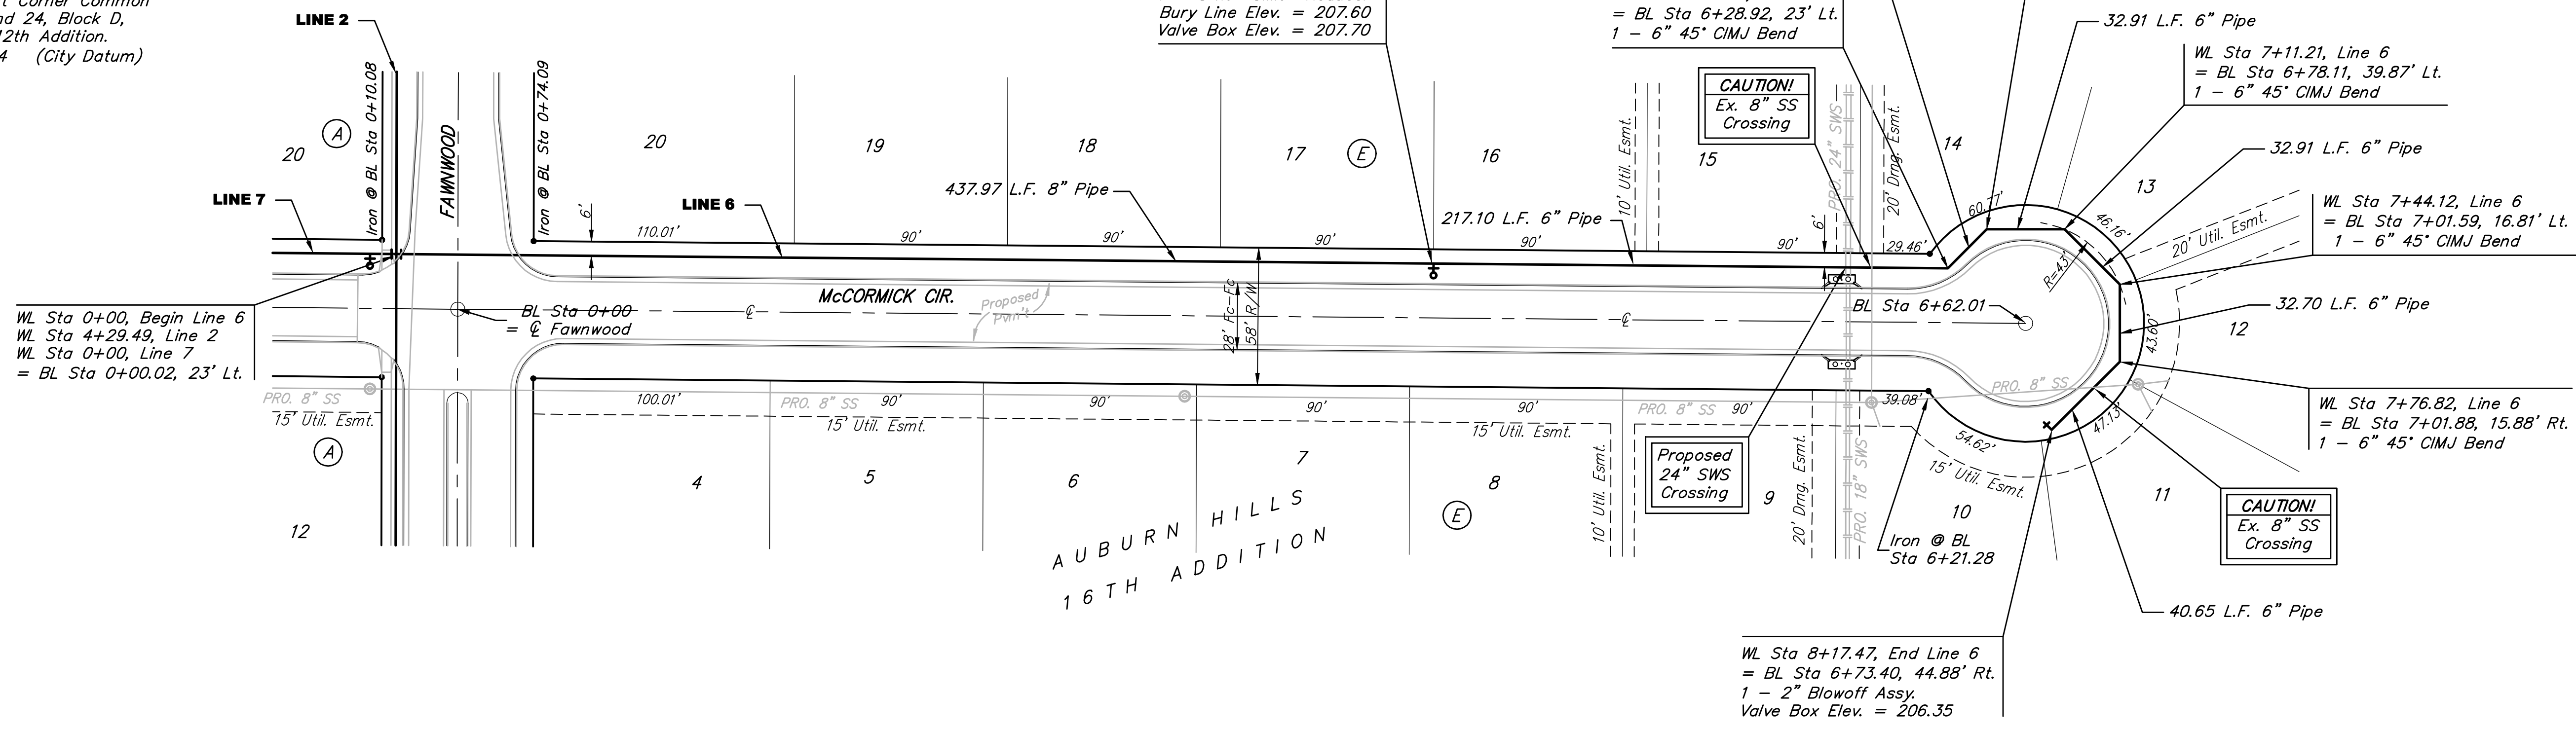 t Corner Common
nd 24, Block D,
12th Addition.
4 (City Datum)
LINE 2
Bury Line Elev. = 207.60
Valve Box Elev. = 207.70
= BL Sta 6+28.92, 23' Lt.
1 - 6" 45° CIMJ Bend
32.91 L.F. 6" Pipe
WL Sta 7+11.21, Line 6
= BL Sta 6+78.11, 39.87' Lt.
1 - 6" 45° CIMJ Bend
CAUTION!
Ex. 8" SS
Crossing
32.91 L.F. 6" Pipe
WL Sta 7+44.12, Line 6
= BL Sta 7+01.59, 16.81' Lt.
1 - 6" 45° CIMJ Bend
20
A
Iron @ BL Sta 0+10.08
FAWNWOOD
Iron @ BL Sta 0+74.09
20
19
18
17
E
16
10' Util. Esmt.
15
PRO. 24" SWS
20' Drng. Esmt.
14
13
LINE 7
LINE 6
437.97 L.F. 8" Pipe
217.10 L.F. 6" Pipe
6'
110.01'
90'
90'
90'
90'
90'
6'
29.46'
60.77'
46.16'
20' Util. Esmt.
R=43'
WL Sta 0+00, Begin Line 6
WL Sta 4+29.49, Line 2
WL Sta 0+00, Line 7
= BL Sta 0+00.02, 23' Lt.
BL Sta 0+00
= ℄ Fawnwood
℄
McCORMICK CIR.
Proposed
Pvm't
28' Fc-Fc
58' R/W
℄
BL Sta 6+62.01
32.70 L.F. 6" Pipe
12
43.60'
PRO. 8" SS
15' Util. Esmt.
100.01'
PRO. 8" SS
90'
90'
90'
90'
PRO. 8" SS
90'
39.08'
PRO. 8" SS
15' Util. Esmt.
15' Util. Esmt.
47.13'
54.62'
15' Util. Esmt.
WL Sta 7+76.82, Line 6
= BL Sta 7+01.88, 15.88' Rt.
1 - 6" 45° CIMJ Bend
A
12
4
5
6
7
8
E
10' Util. Esmt.
Proposed
24" SWS
Crossing
9
20' Drng. Esmt.
PRO. 18" SWS
10
11
Iron @ BL
Sta 6+21.28
CAUTION!
Ex. 8" SS
Crossing
AUBURN HILLS
16TH ADDITION
40.65 L.F. 6" Pipe
WL Sta 8+17.47, End Line 6
= BL Sta 6+73.40, 44.88' Rt.
1 - 2" Blowoff Assy.
Valve Box Elev. = 206.35